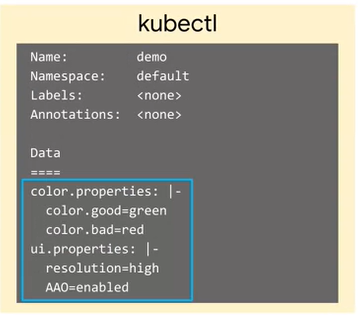 kubectl
Name: demo
Namespace: default
Labels: <none>
Annotations: <none>
Data
====
color.properties: |-
color.good=green
color.bad=red
ui.properties: |-
resolution=high
AAO=enabled